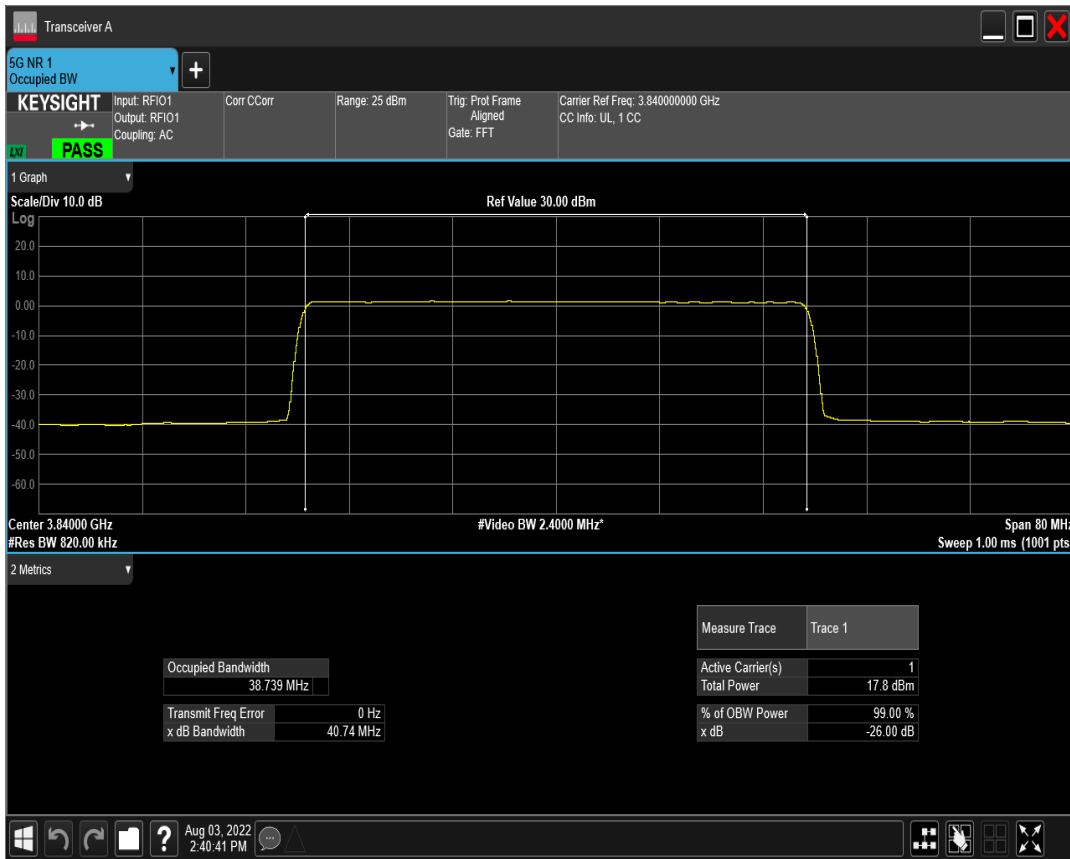 Transceiver A
5G NR 1
Occupied BW
KEYSIGHT
LXI
PASS
Input: RFIO1
Output: RFIO1
Coupling: AC
Corr CCorr
Range: 25 dBm
Trig: Prot Frame
Aligned
Gate: FFT
Carrier Ref Freq: 3.840000000 GHz
CC Info: UL, 1 CC
1 Graph
Scale/Div 10.0 dB
Ref Value 30.00 dBm
Log
20.0
10.0
0.00
-10.0
-20.0
-30.0
-40.0
-50.0
-60.0
Center 3.84000 GHz
#Video BW 2.4000 MHz*
Span 80 MHz
#Res BW 820.00 kHz
Sweep 1.00 ms (1001 pts
2 Metrics
Measure Trace Trace 1
Occupied Bandwidth
38.739 MHz
Active Carrier(s) 1
Total Power 17.8 dBm
Transmit Freq Error 0 Hz
x dB Bandwidth 40.74 MHz
% of OBW Power 99.00 %
x dB -26.00 dB
Aug 03, 2022
2:40:41 PM